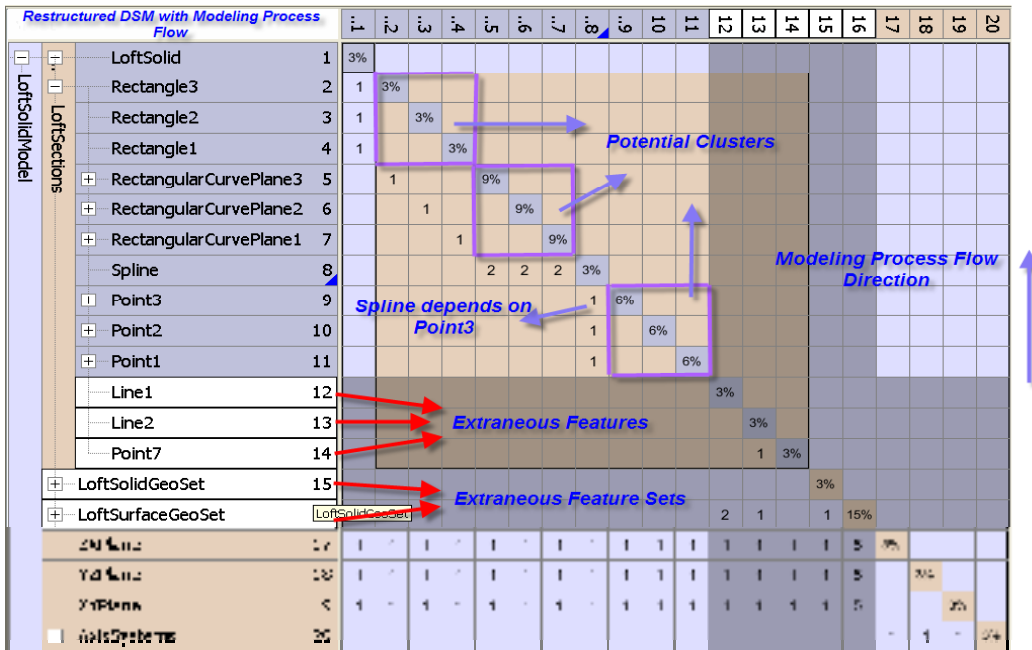 Restructured DSM with Modeling Process
Flow
..1 ..2 ..3 ..4 ..5 ..6 ..7 ..8 ..9 10 11 12 13 14 15 16 17 18 19 20
LoftSolidModel
LoftSections
LoftSolid 1 3%
Rectangle3 2 1 3%
Rectangle2 3 1 3%
Rectangle1 4 1 3%
Potential Clusters
RectangularCurvePlane3 5 1 9%
RectangularCurvePlane2 6 1 9%
RectangularCurvePlane1 7 1 9%
Modeling Process Flow
Direction
Spline 8 2 2 2 3%
Point3 9 1 6%
Spline depends on
Point3
Point2 10 1 6%
Point1 11 1 6%
Line1 12 3%
Line2 13 3%
Extraneous Features
Point7 14 1 3%
LoftSolidGeoSet 15 3%
Extraneous Feature Sets
LoftSurfaceGeoSet LoftSolidGeoSet 2 1 1 15%